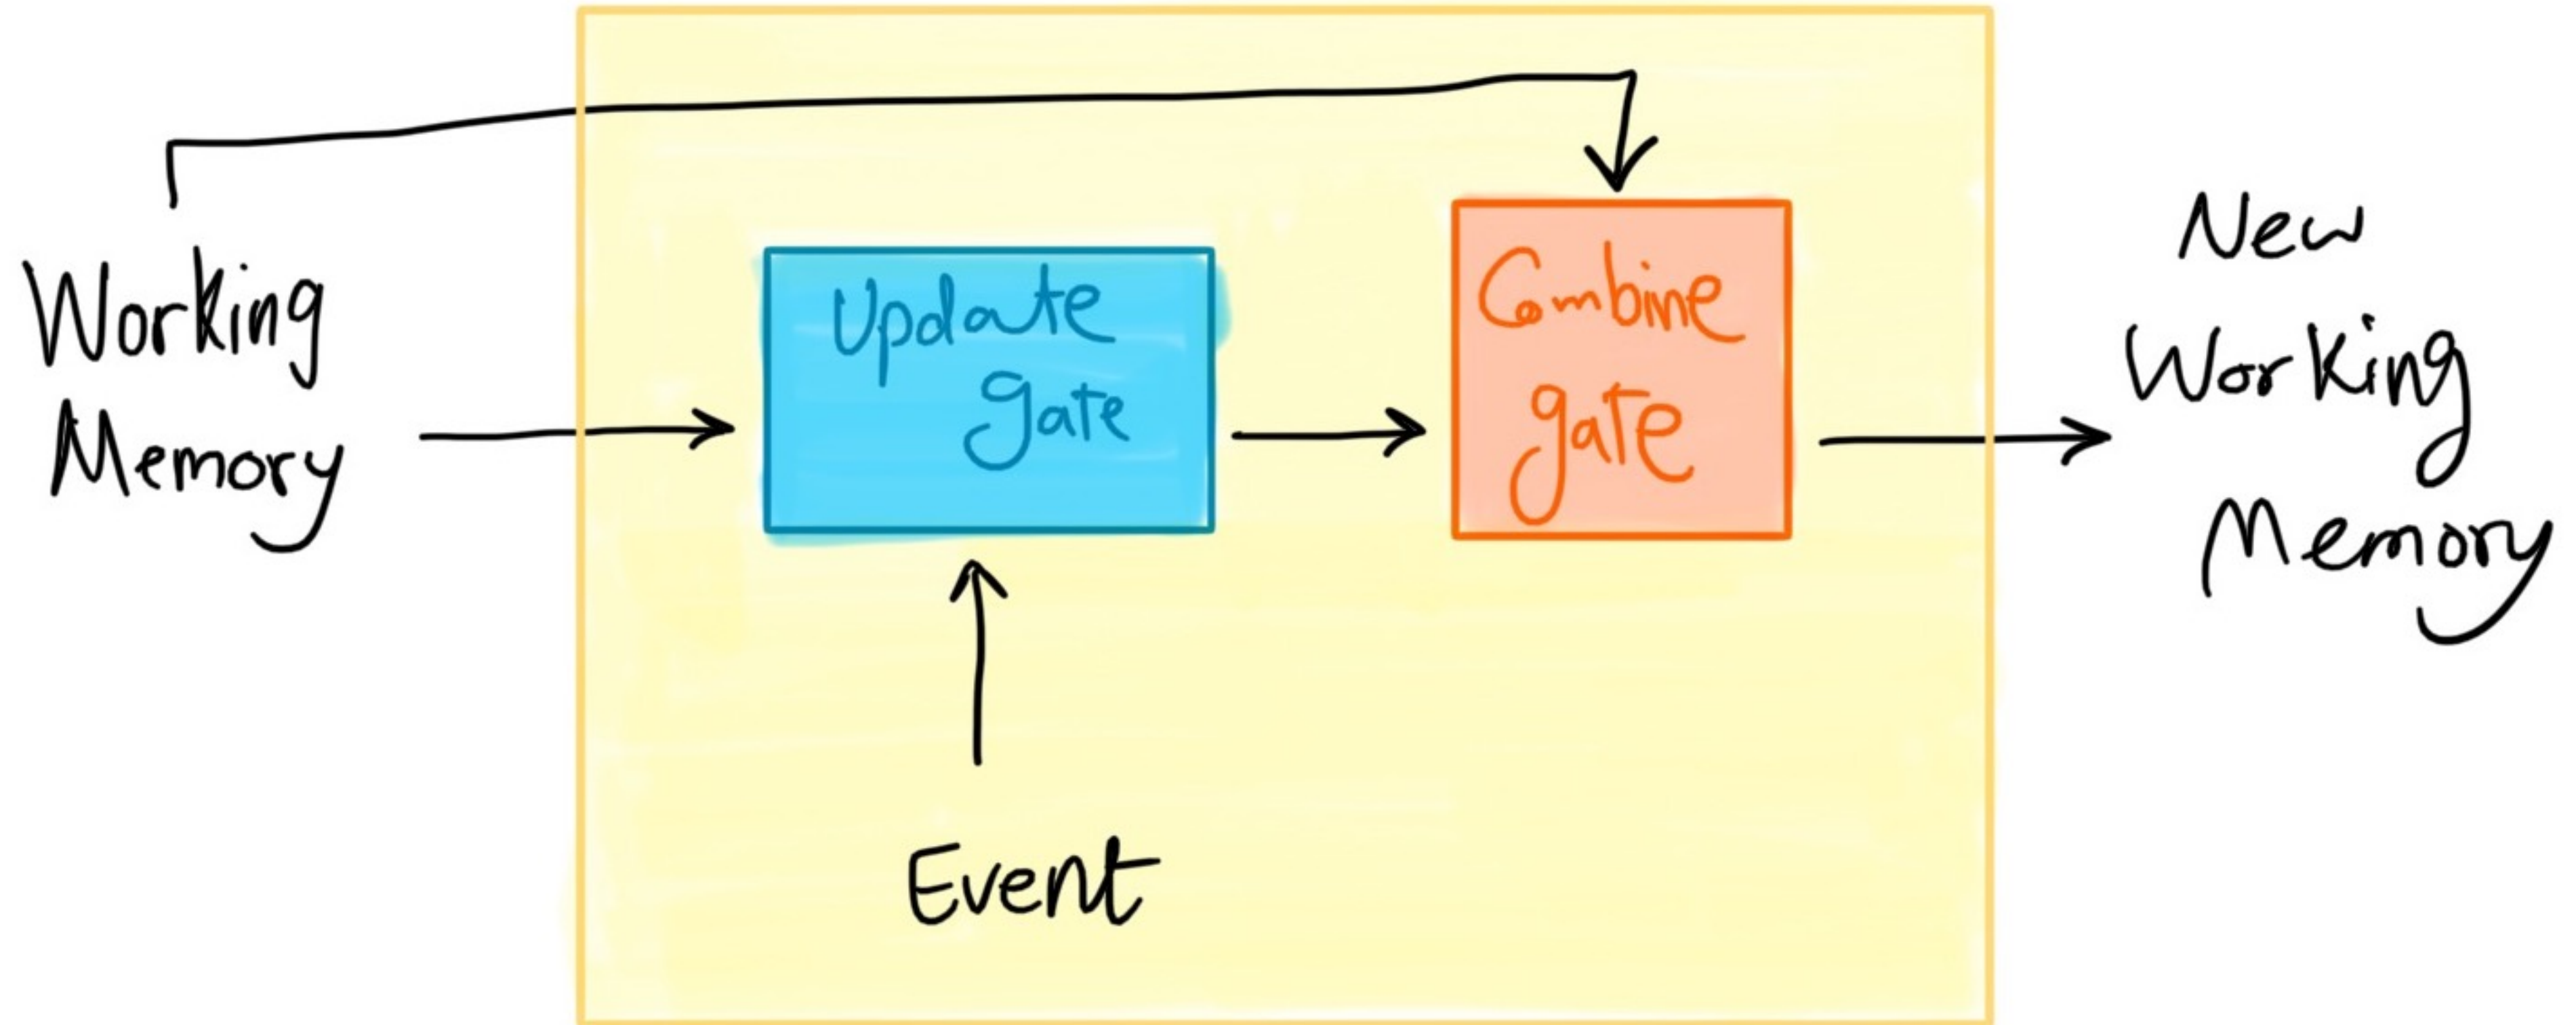 Working
Memory
Update
gate
Combine
gate
Event
New
Working
Memory